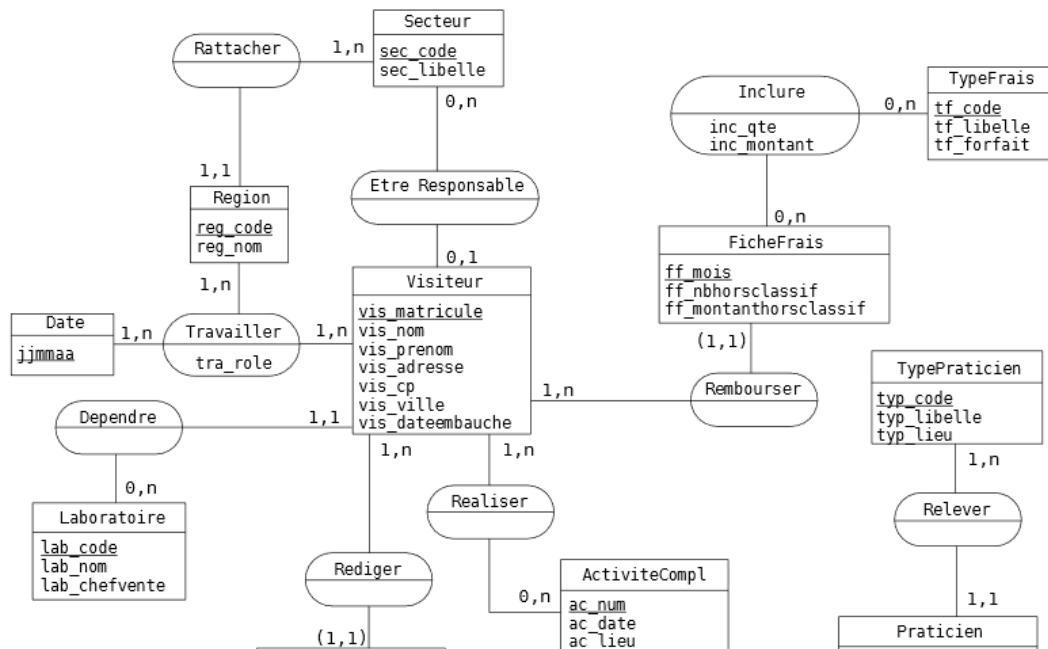 Secteur
Rattacher
1,n
sec_code
sec_libelle
TypeFrais
Inclure
0,n
tf_code
0,n
inc_qte
tf_libelle
inc_montant
tf_forfait
1,1
Etre Responsable
Region
0,n
reg_code
FicheFrais
reg_nom
0,1
ff_mois
Visiteur
ff_nbhorsclassif
1,n
vis_matricule
ff_montanthorsclassif
Date
1,n
Travailler
1,n
vis_nom
(1,1)
jjmmaa
tra_role
vis_prenom
vis_adresse
TypePraticien
vis_cp
1,n
Rembourser
typ_code
vis_ville
typ_libelle
Dependre
1,1
vis_dateembauche
typ_lieu
1,n
1,n
1,n
0,n
Realiser
Relever
Laboratoire
lab_code
lab_nom
Rediger
ActiviteCompl
lab_chefvente
0,n
ac_num
1,1
ac_date
(1,1)
ac_lieu
Praticien